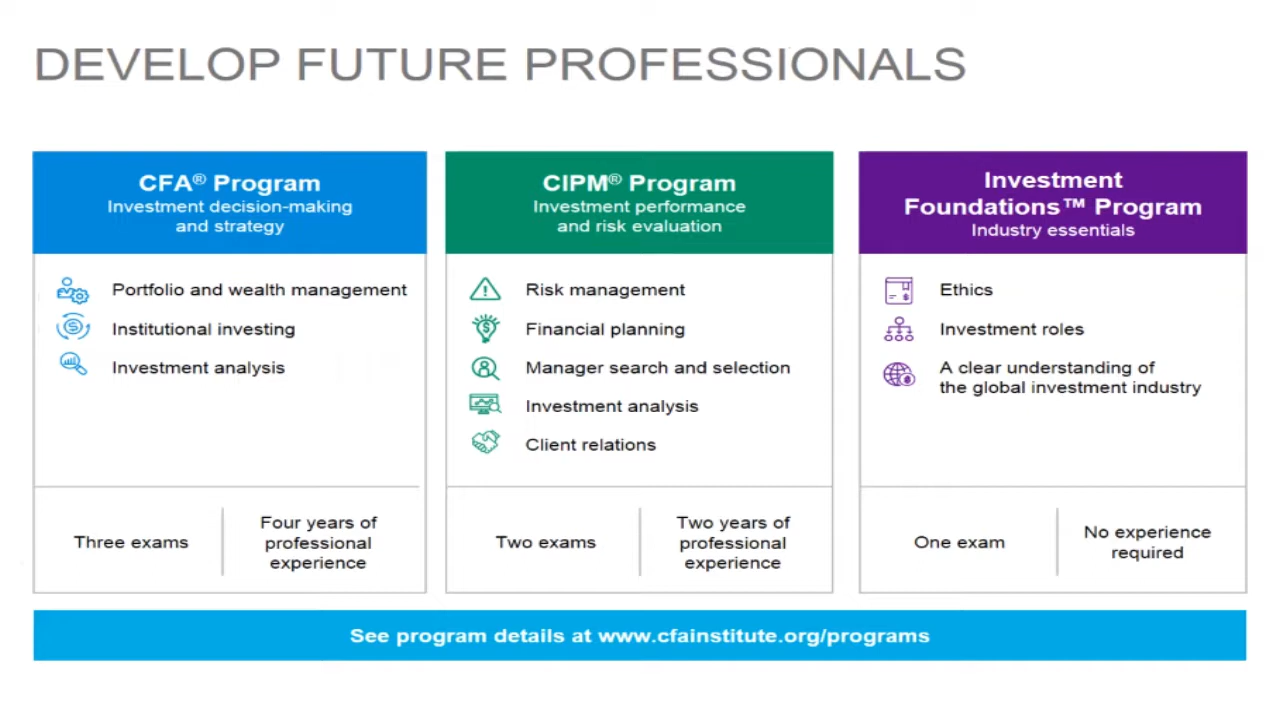 DEVELOP FUTURE PROFESSIONALS
CFA® Program
Investment decision-making
and strategy
Portfolio and wealth management
Institutional investing
Investment analysis
Three exams
Four years of
professional
experience
CIPM® Program
Investment performance
and risk evaluation
Risk management
Financial planning
Manager search and selection
Investment analysis
Client relations
Two exams
Two years of
professional
experience
Investment
Foundations™ Program
Industry essentials
Ethics
Investment roles
A clear understanding of
the global investment industry
One exam
No experience
required
See program details at www.cfainstitute.org/programs